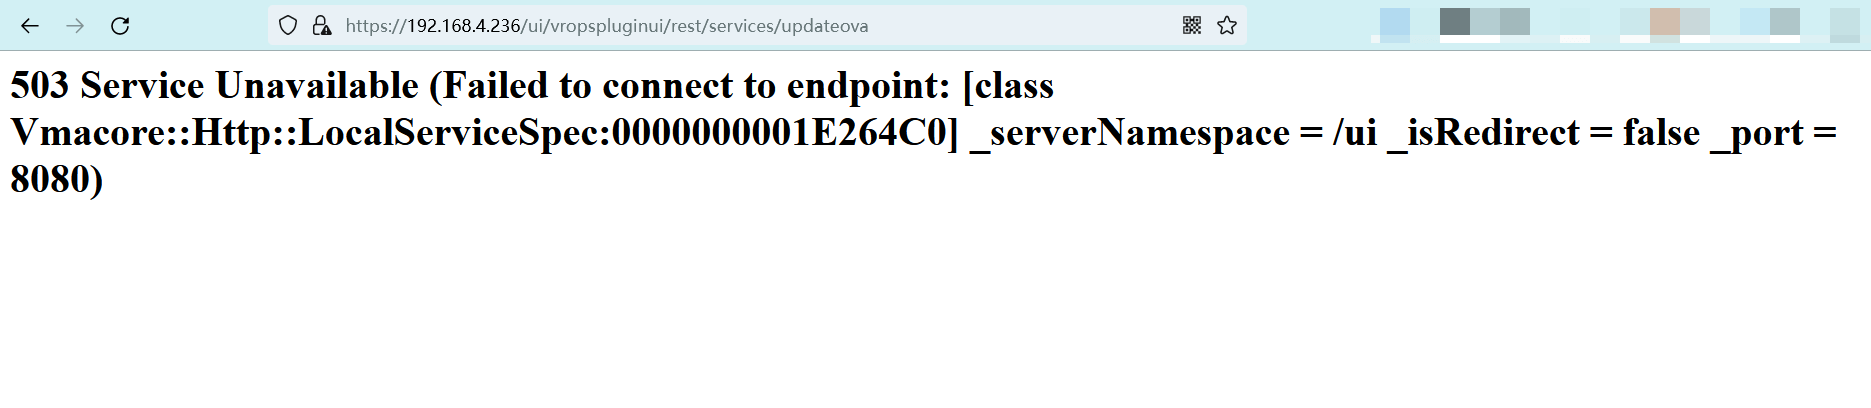 https://192.168.4.236/ui/vropspluginui/rest/services/updateova
503 Service Unavailable (Failed to connect to endpoint: [class
Vmacore::Http::LocalServiceSpec:0000000001E264C0] _serverNamespace = /ui _isRedirect = false _port =
8080)